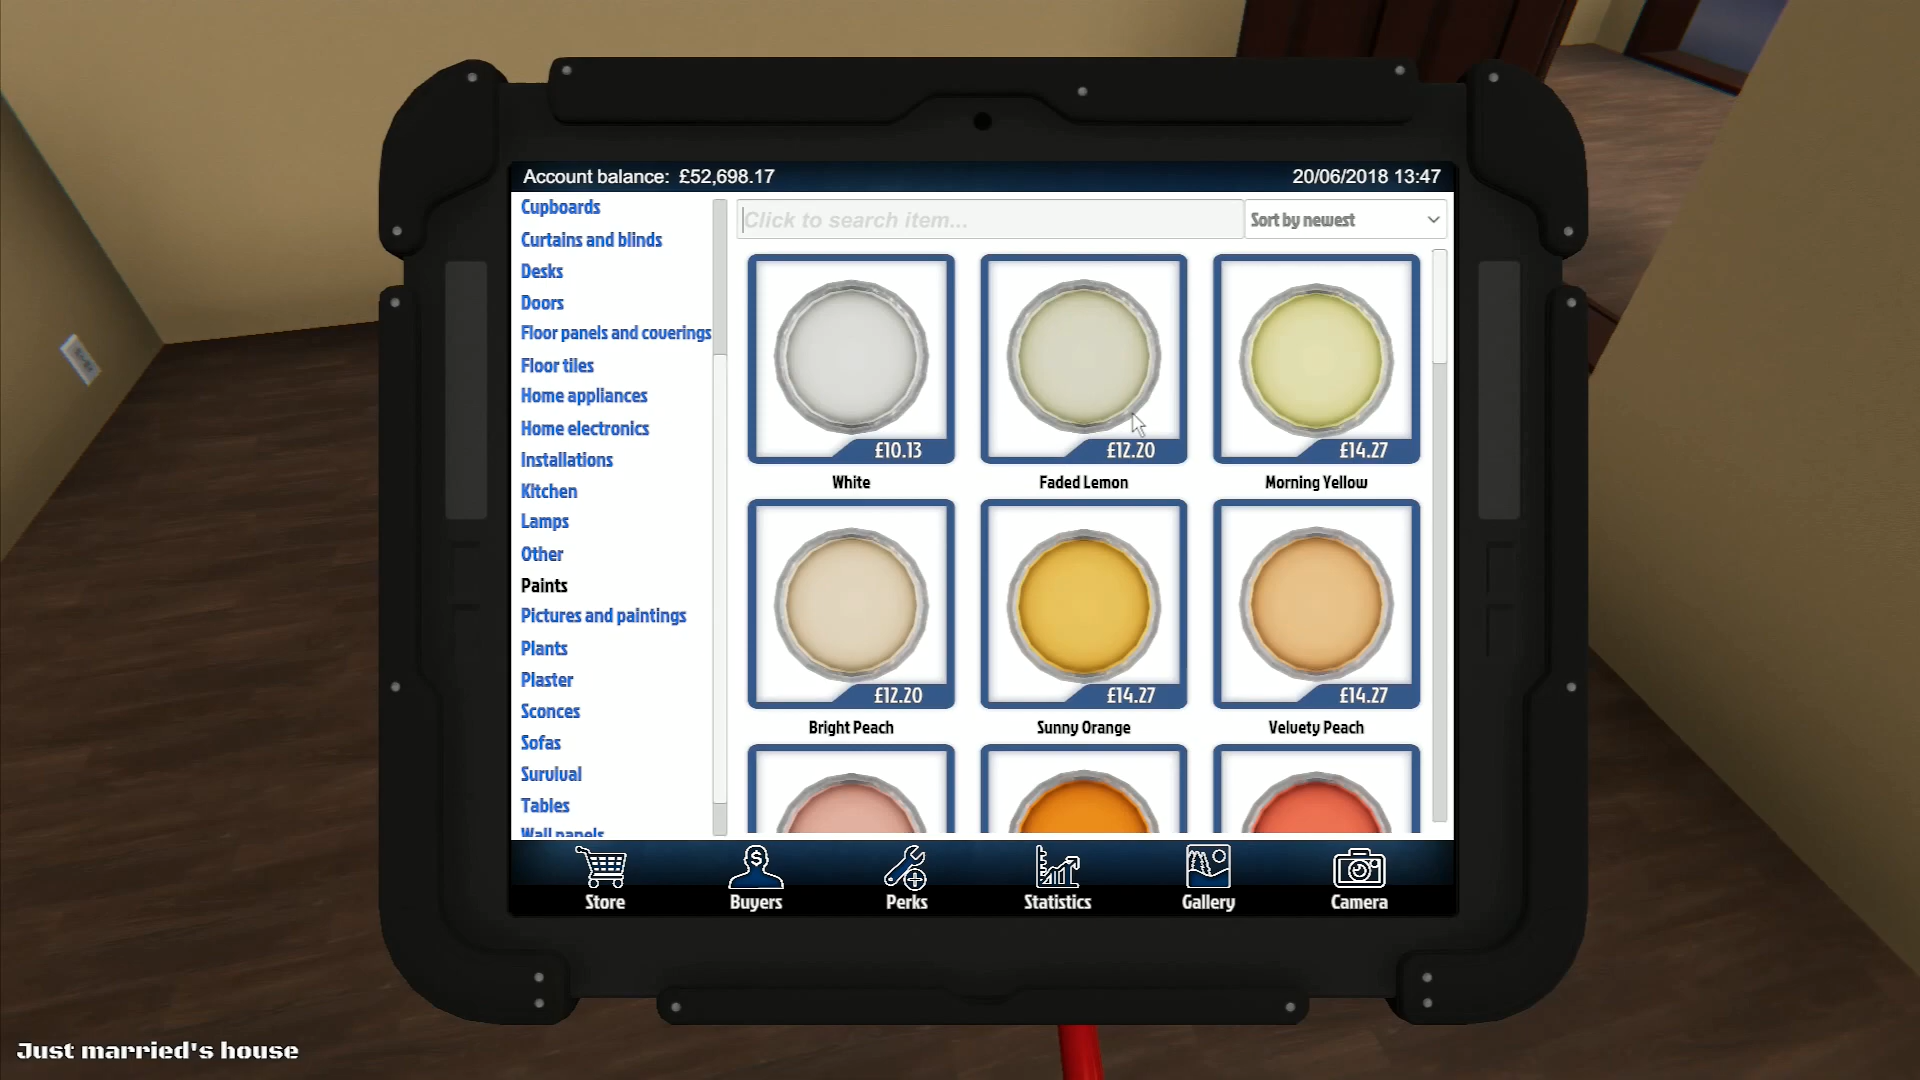 Account balance: £52,698.17
20/06/2018 13:47
Cupboards
Curtains and blinds
Desks
Doors
Floor panels and coverings
Floor tiles
Home appliances
Home electronics
Installations
Kitchen
Lamps
Other
Paints
Pictures and paintings
Plants
Plaster
Sconces
Sofas
Survival
Tables
Wall panels
Click to search item...
Sort by newest
£10.13
£12.20
£14.27
White
Faded Lemon
Morning Yellow
£12.20
£14.27
£14.27
Bright Peach
Sunny Orange
Velvety Peach
Store
Buyers
Perks
Statistics
Gallery
Camera
Just married's house